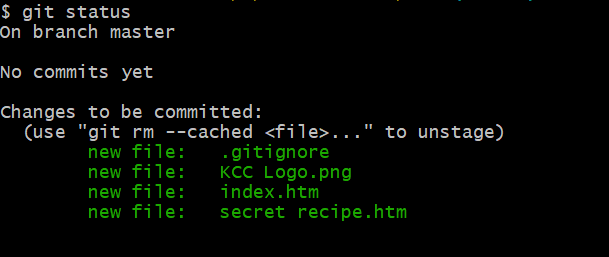 $ git status
On branch master
No commits yet
Changes to be committed:
(use "git rm --cached <file>..." to unstage)
new file: .gitignore
new file: KCC Logo.png
new file: index.htm
new file: secret recipe.htm